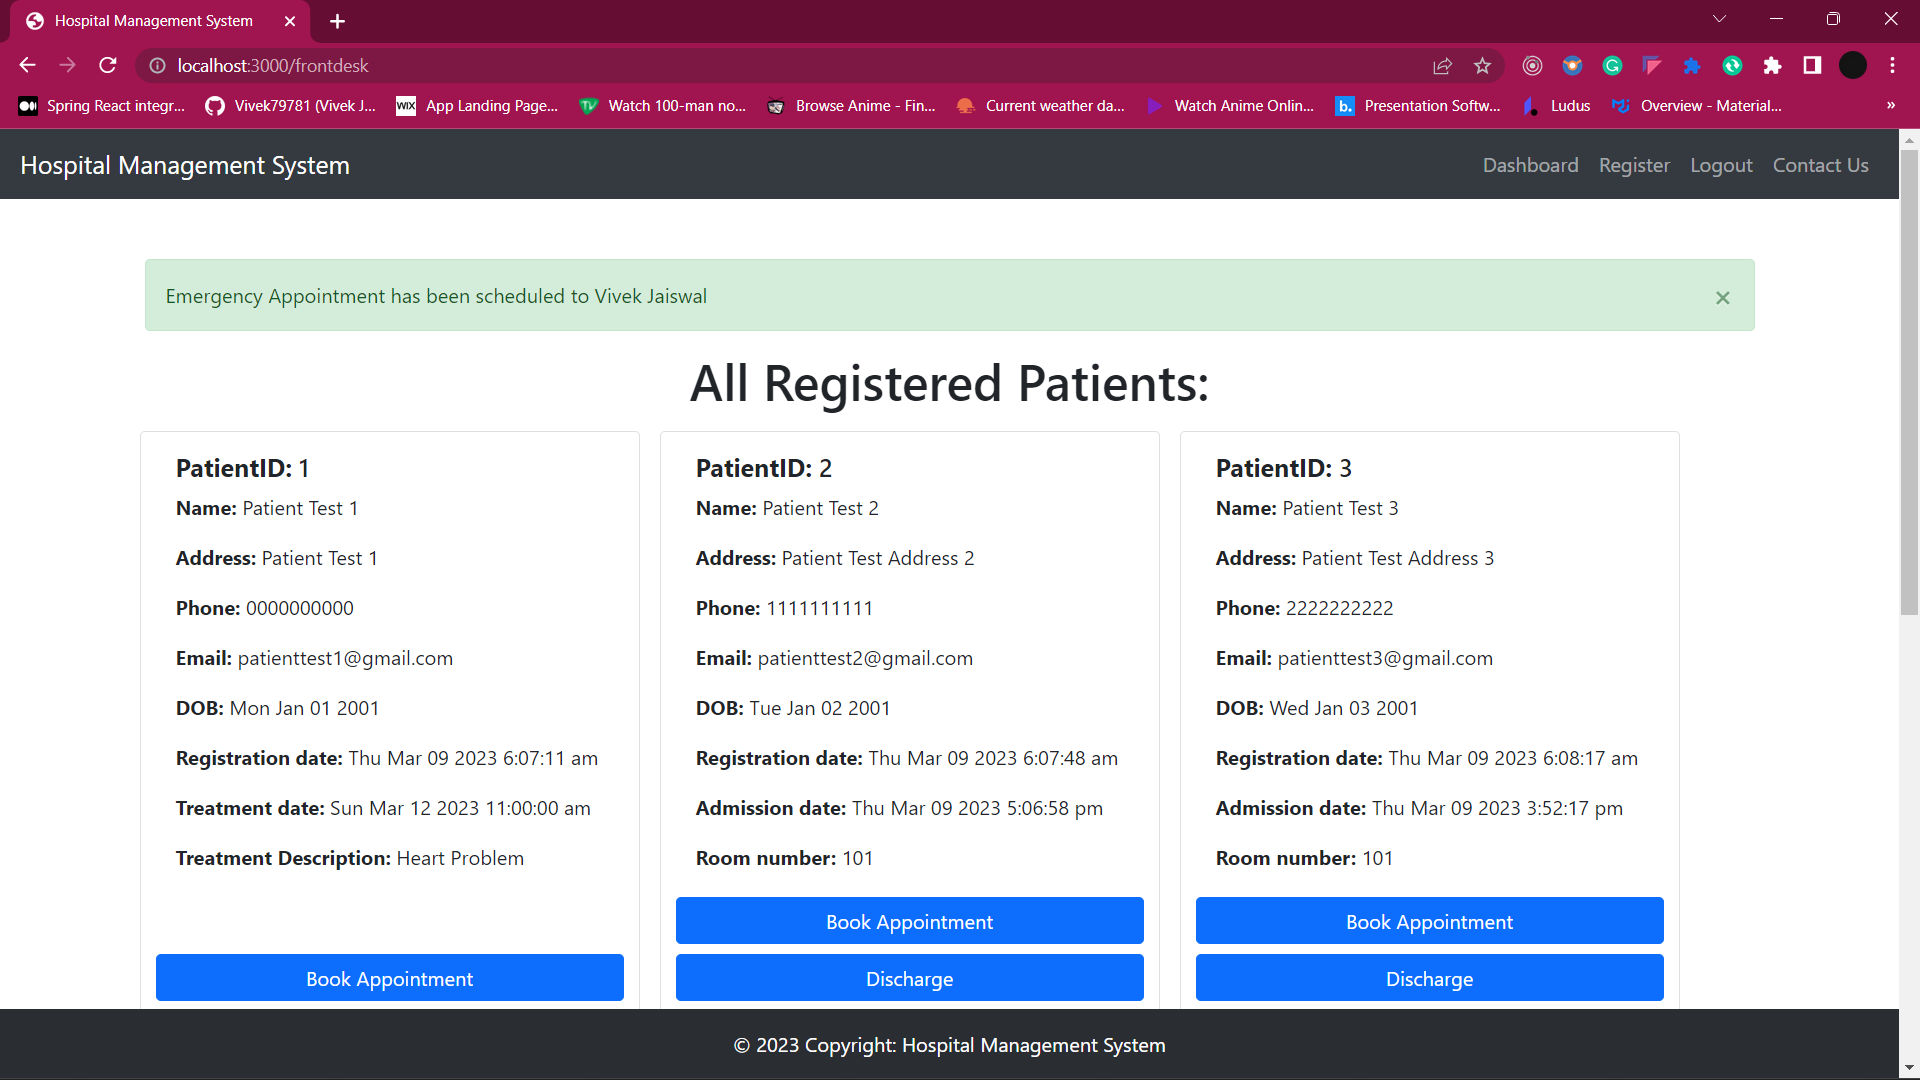 Hospital Management System
localhost:3000/frontdesk
Spring React integr...
Vivek79781 (Vivek J...
WIX
App Landing Page...
TV
Watch 100-man no...
Browse Anime - Fin...
Current weather da...
Watch Anime Onlin...
b.
Presentation Softw...
Ludus
Overview - Material...
»
Hospital Management System
Dashboard
Register
Logout
Contact Us
Emergency Appointment has been scheduled to Vivek Jaiswal
×
All Registered Patients:
PatientID: 1
Name: Patient Test 1
Address: Patient Test 1
Phone: 0000000000
Email: patienttest1@gmail.com
DOB: Mon Jan 01 2001
Registration date: Thu Mar 09 2023 6:07:11 am
Treatment date: Sun Mar 12 2023 11:00:00 am
Treatment Description: Heart Problem
Book Appointment
PatientID: 2
Name: Patient Test 2
Address: Patient Test Address 2
Phone: 1111111111
Email: patienttest2@gmail.com
DOB: Tue Jan 02 2001
Registration date: Thu Mar 09 2023 6:07:48 am
Admission date: Thu Mar 09 2023 5:06:58 pm
Room number: 101
Book Appointment
Discharge
PatientID: 3
Name: Patient Test 3
Address: Patient Test Address 3
Phone: 2222222222
Email: patienttest3@gmail.com
DOB: Wed Jan 03 2001
Registration date: Thu Mar 09 2023 6:08:17 am
Admission date: Thu Mar 09 2023 3:52:17 pm
Room number: 101
Book Appointment
Discharge
© 2023 Copyright: Hospital Management System